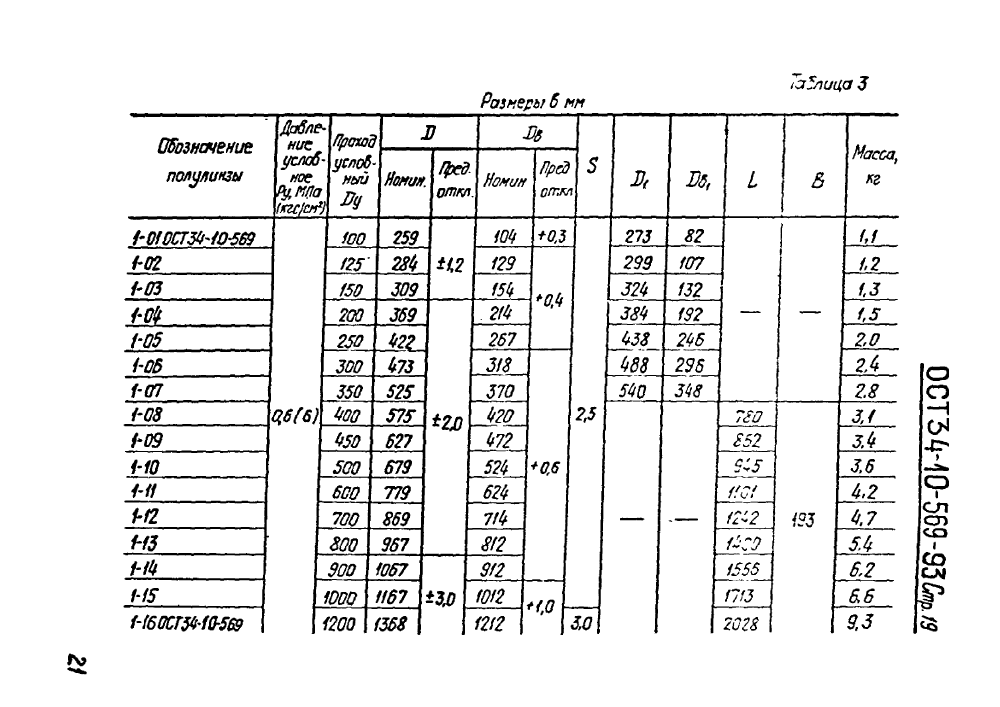 Таблица 3
Размеры в мм
Обозначение полулинзы | Давление условное Ру, МПа (кгс/см²) | Проход условный Dу | D | Dв | S | D₁ | Dв₁ | L | В | Масса, кг
Номин. | Пред. откл. | Номин | Пред откл
1-01 ОСТ34-10-569 | 100 | 259 | 104 | +0,3 | 273 | 82 | 1,1
1-02 | 125 | 284 | ±1,2 | 129 | 299 | 107 | 1,2
1-03 | 150 | 309 | 154 | +0,4 | 324 | 132 | 1,3
1-04 | 200 | 369 | 214 | 384 | 192 | — | — | 1,5
1-05 | 250 | 422 | 267 | 438 | 246 | 2,0
1-06 | 300 | 473 | 318 | 488 | 296 | 2,4
1-07 | 350 | 525 | 370 | 540 | 348 | 2,8
1-08 | 0,6(6) | 400 | 575 | ±2,0 | 420 | 2,5 | 780 | 3,1
1-09 | 450 | 627 | 472 | 3,4
1-10 | 500 | 679 | 524 | +0,6 | 3,6
1-11 | 600 | 779 | 624 | 4,2
1-12 | 700 | 869 | 714 | — | — | 1242 | 193 | 4,7
1-13 | 800 | 967 | 812 | 5,4
1-14 | 900 | 1067 | 912 | 6,2
1-15 | 1000 | 1167 | ±3,0 | 1012 | +1,0 | 1713 | 6,6
1-16 ОСТ34-10-569 | 1200 | 1368 | 1212 | 3,0 | 2028 | 9,3
ОСТ34-10-569-93 Стр. 19
21